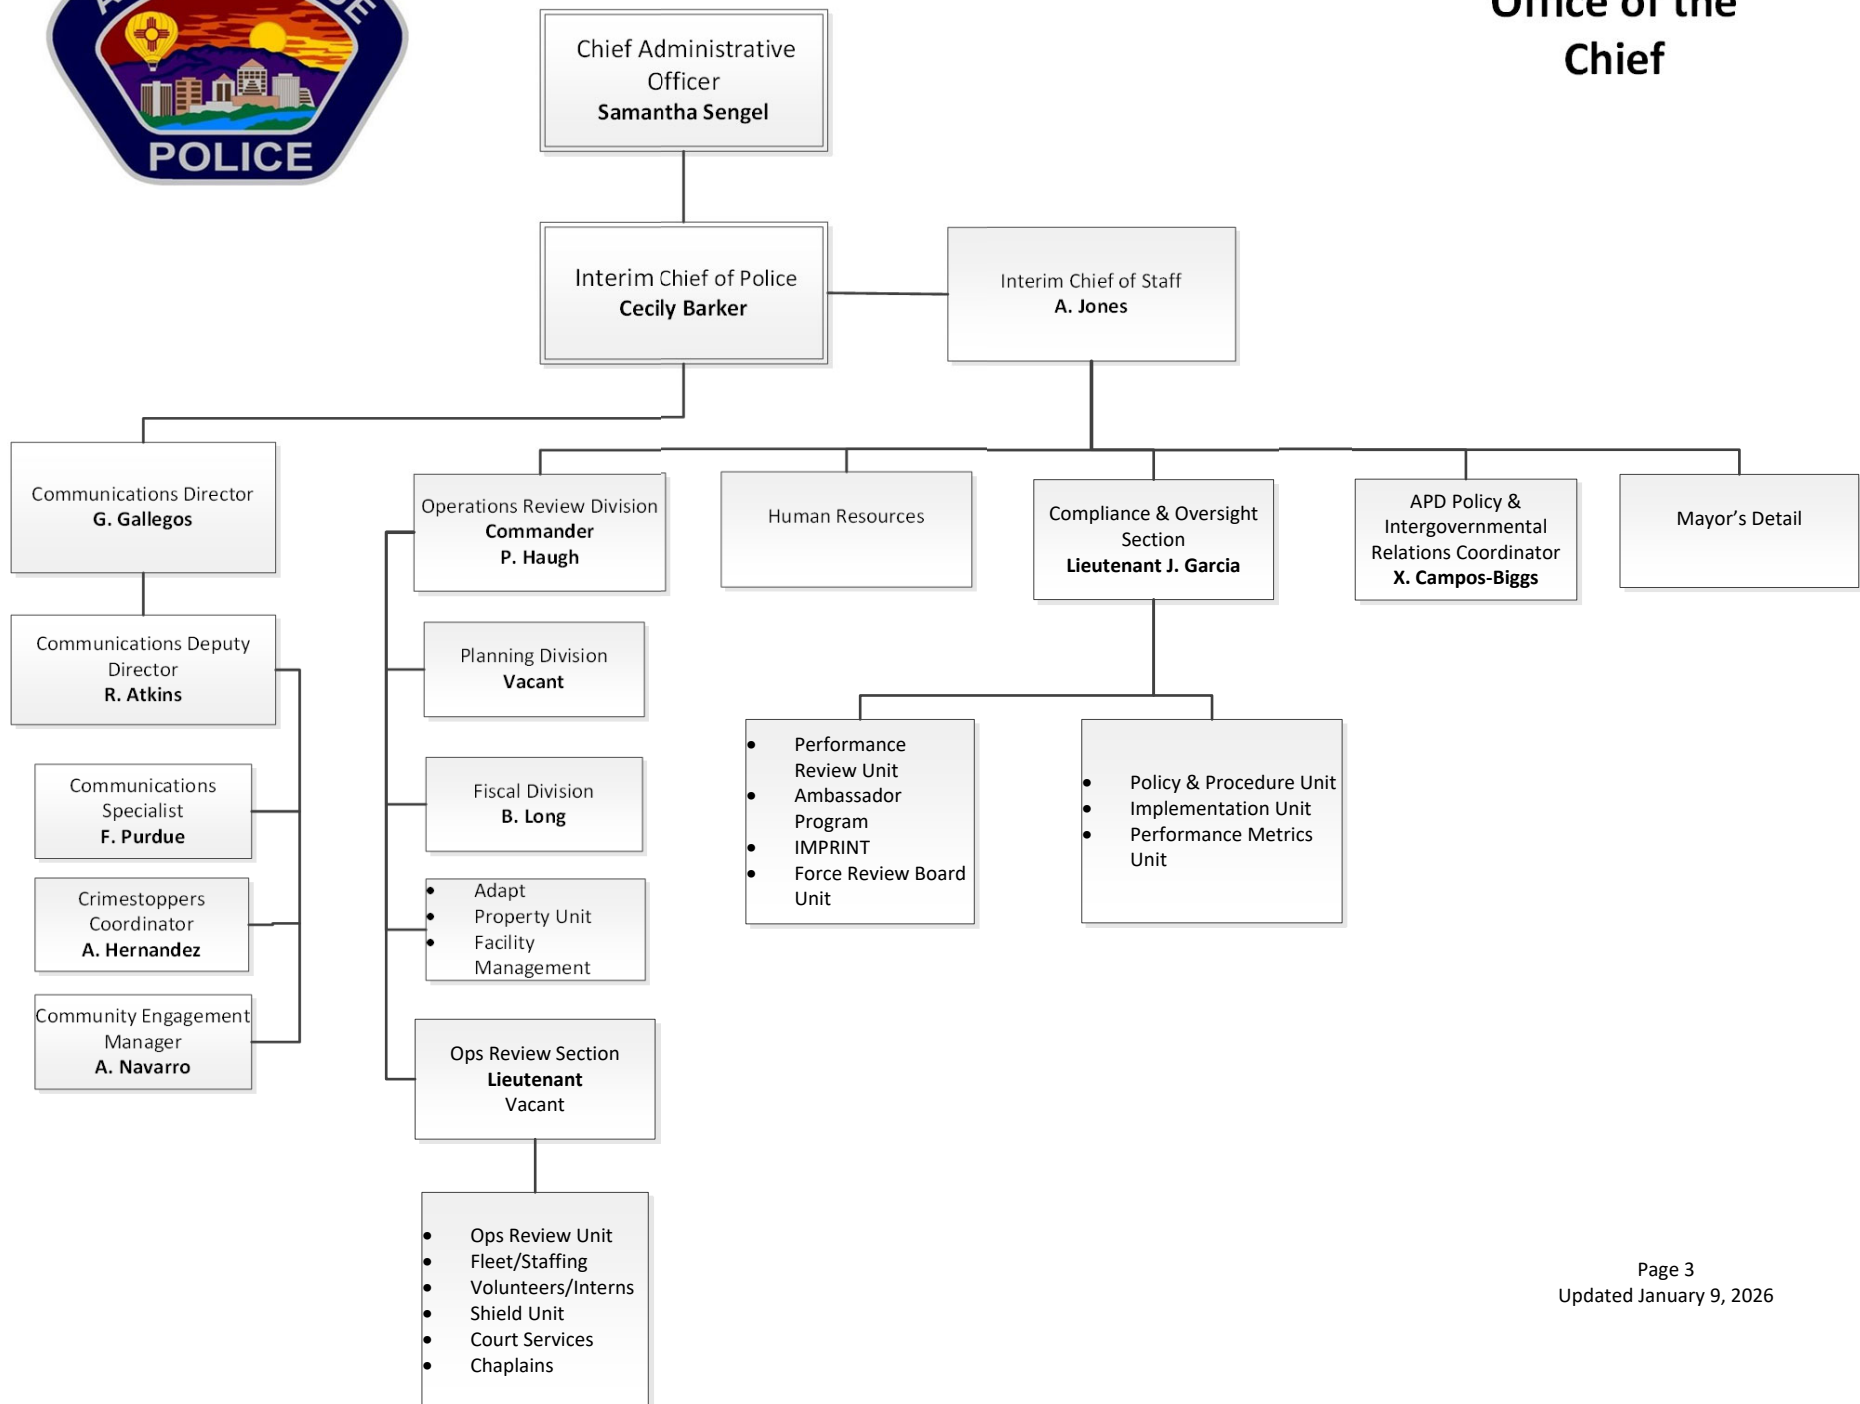 POLICE
Office of the
Chief
Chief Administrative
Officer
Samantha Sengel
Interim Chief of Police
Cecily Barker
Interim Chief of Staff
A. Jones
Communications Director
G. Gallegos
Operations Review Division
Commander
P. Haugh
Human Resources
Compliance & Oversight
Section
Lieutenant J. Garcia
APD Policy &
Intergovernmental
Relations Coordinator
X. Campos-Biggs
Mayor's Detail
Communications Deputy
Director
R. Atkins
Communications
Specialist
F. Purdue
Crimestoppers
Coordinator
A. Hernandez
Community Engagement
Manager
A. Navarro
Planning Division
Vacant
Fiscal Division
B. Long
• Adapt
• Property Unit
• Facility
Management
Ops Review Section
Lieutenant
Vacant
• Ops Review Unit
• Fleet/Staffing
• Volunteers/Interns
• Shield Unit
• Court Services
• Chaplains
• Performance
Review Unit
• Ambassador
Program
• IMPRINT
• Force Review Board
Unit
• Policy & Procedure Unit
• Implementation Unit
• Performance Metrics
Unit
Page 3
Updated January 9, 2026